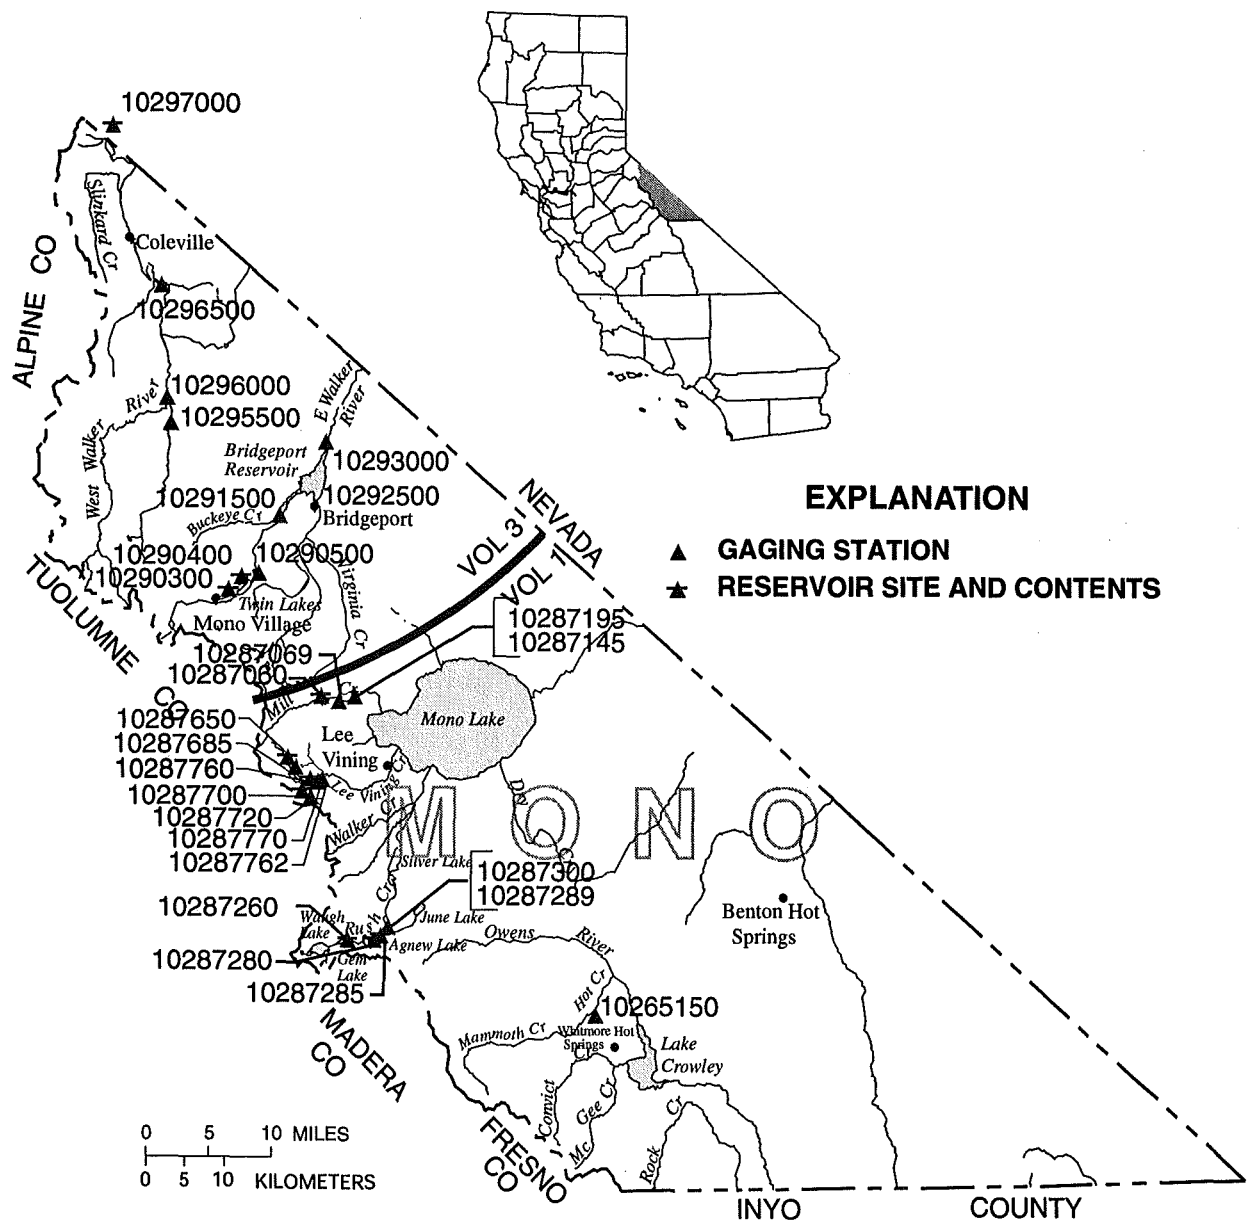 10297000
Slinkard Cr
Coleville
ALPINE CO
10296500
10296000
River
10295500
West Walker
E Walker
River
Bridgeport
Reservoir
10293000
10291500
10292500
Buckeye Cr
Bridgeport
NEVADA
VOL 3
VOL 1
EXPLANATION
GAGING STATION
RESERVOIR SITE AND CONTENTS
10290400
10290500
10290300
Virginia Cr
Twin Lakes
Mono Village
TUOLUMNE
CO
10287195
10287145
10287069
10287060
Mill
Cr
10287650
Mono Lake
Lee
Vining
10287685
10287760
Lee Vining Cr
10287700
10287720
Walker Cr
10287770
10287762
Dry
Cr
MONO
Silver Lake
10287300
10287289
10287260
Waugh
Lake
Rush
Crk
June Lake
Agnew Lake
Gem
Lake
10287280
10287285
Owens
River
Benton Hot
Springs
Hot Cr
10265150
Mammoth Cr
Whitmore Hot
Springs
Lake
Crowley
Convict
Cr
Mc Gee Cr
Rock
Cr
MADERA
CO
FRESNO
CO
0 5 10 MILES
0 5 10 KILOMETERS
INYO COUNTY